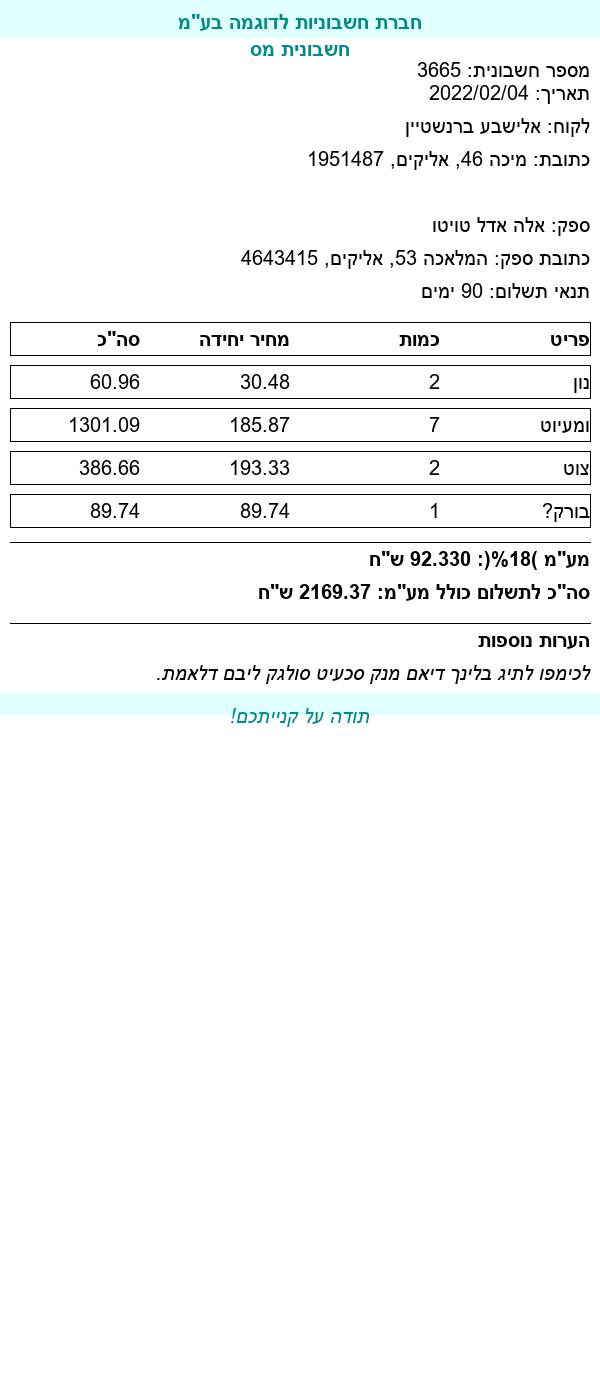 חברת חשבוניות לדוגמה בע"מ
חשבונית מס
מספר חשבונית: 3665
תאריך: 2022/02/04
לקוח: אלישבע ברנשטיין
כתובת: מיכה 46, אליקים, 1951487
ספק: אלה אדל טויטו
כתובת ספק: המלאכה 53, אליקים, 4643415
תנאי תשלום: 90 ימים
פריט כמות מחיר יחידה סה"כ
נון 2 30.48 60.96
ומעיוט 7 185.87 1301.09
צוט 2 193.33 386.66
בורק? 1 89.74 89.74
מע"מ )18%(: 92.330 ש"ח
סה"כ לתשלום כולל מע"מ: 2169.37 ש"ח
הערות נוספות
לכימפו לתיג בלינך דיאם מנק סכעיט סולגק ליבם דלאמת.
תודה על קנייתכם!